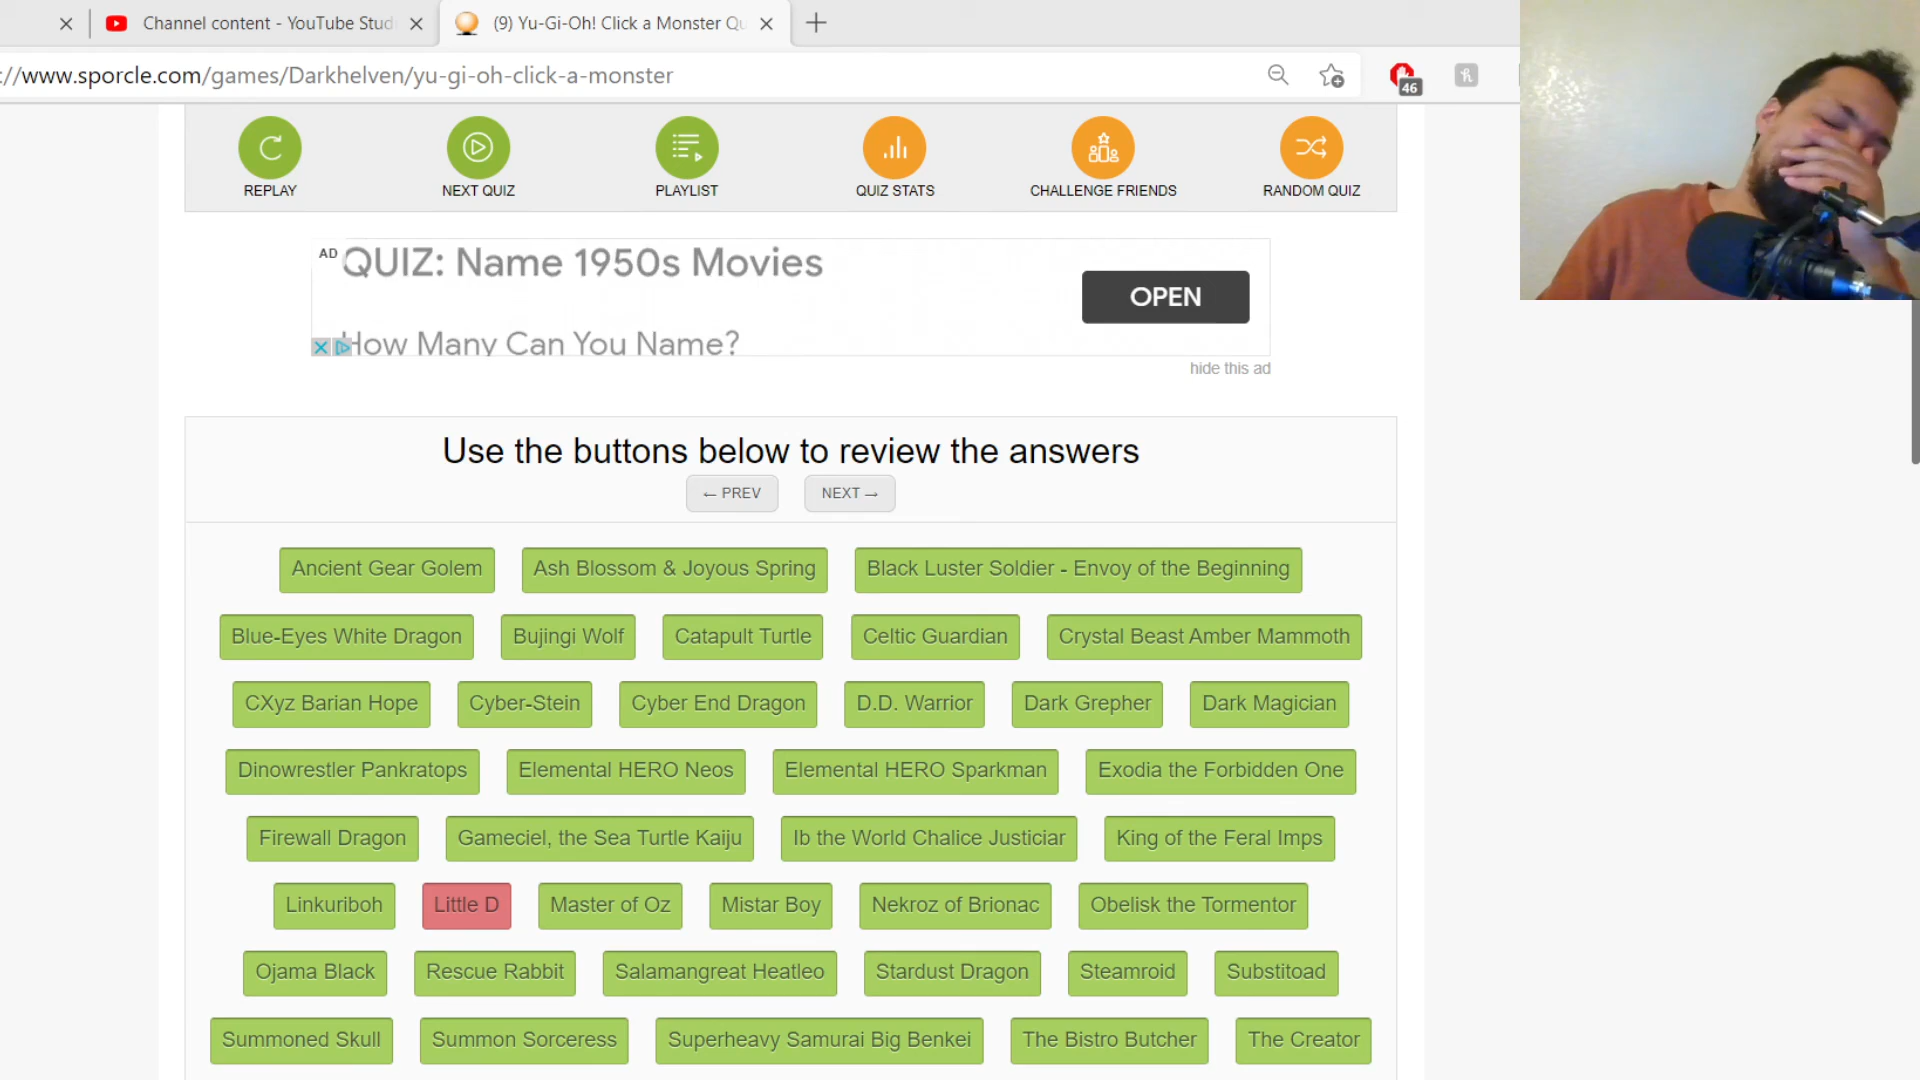 Channel content - YouTube Stud
(9) Yu-Gi-Oh! Click a Monster Qu
://www.sporcle.com/games/Darkhelven/yu-gi-oh-click-a-monster
46
REPLAY
NEXT QUIZ
PLAYLIST
QUIZ STATS
CHALLENGE FRIENDS
RANDOM QUIZ
AD
QUIZ: Name 1950s Movies
OPEN
How Many Can You Name?
hide this ad
Use the buttons below to review the answers
← PREV
NEXT →
Ancient Gear Golem
Ash Blossom & Joyous Spring
Black Luster Soldier - Envoy of the Beginning
Blue-Eyes White Dragon
Bujingi Wolf
Catapult Turtle
Celtic Guardian
Crystal Beast Amber Mammoth
CXyz Barian Hope
Cyber-Stein
Cyber End Dragon
D.D. Warrior
Dark Grepher
Dark Magician
Dinowrestler Pankratops
Elemental HERO Neos
Elemental HERO Sparkman
Exodia the Forbidden One
Firewall Dragon
Gameciel, the Sea Turtle Kaiju
Ib the World Chalice Justiciar
King of the Feral Imps
Linkuriboh
Little D
Master of Oz
Mistar Boy
Nekroz of Brionac
Obelisk the Tormentor
Ojama Black
Rescue Rabbit
Salamangreat Heatleo
Stardust Dragon
Steamroid
Substitoad
Summoned Skull
Summon Sorceress
Superheavy Samurai Big Benkei
The Bistro Butcher
The Creator